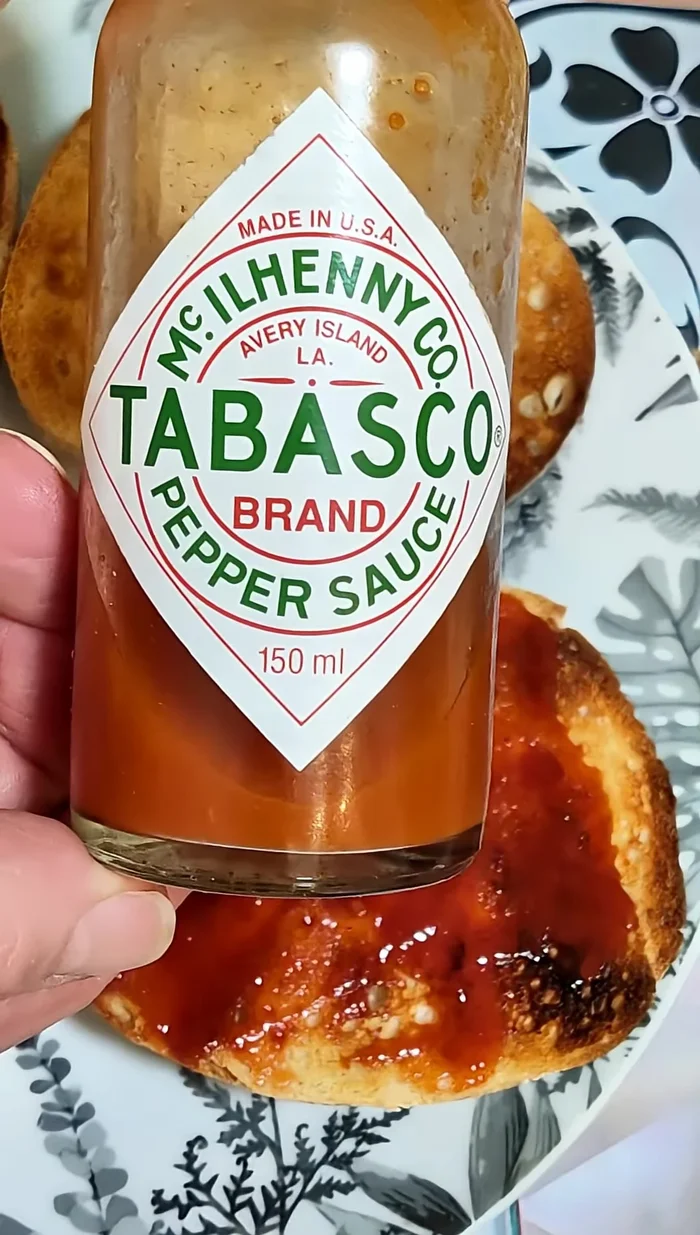 MADE IN U.S.A.
McILHENNY CO.
AVERY ISLAND
LA.
TABASCO®
BRAND
PEPPER SAUCE
150 ml